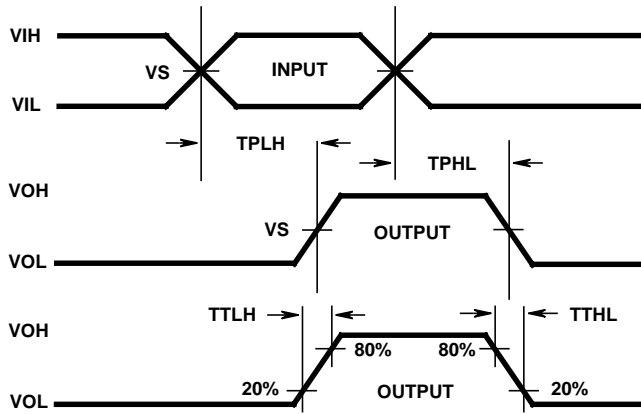 VIH
VS INPUT
VIL
TPLH TPHL
VOH
VS OUTPUT
VOL
TTLH TTHL
VOH
80% 80%
20% OUTPUT 20%
VOL